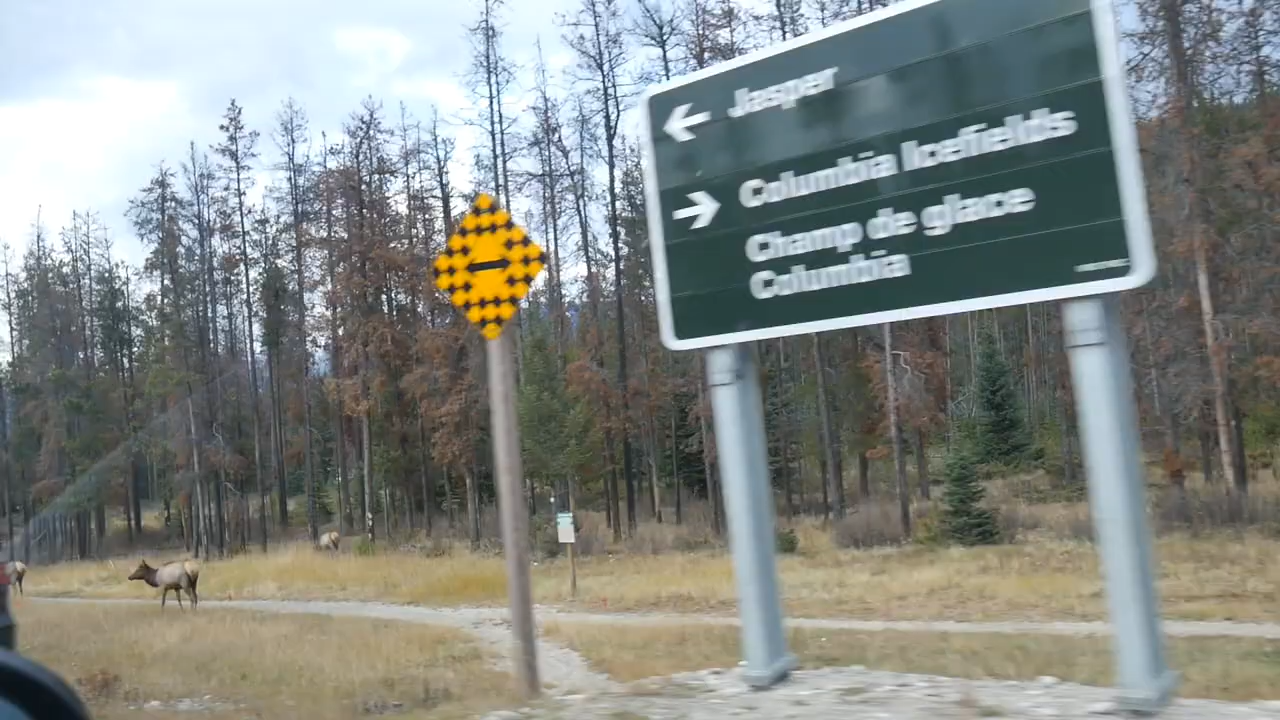 ← Jasper
→ Columbia Icefields
Champ de glace
Columbia